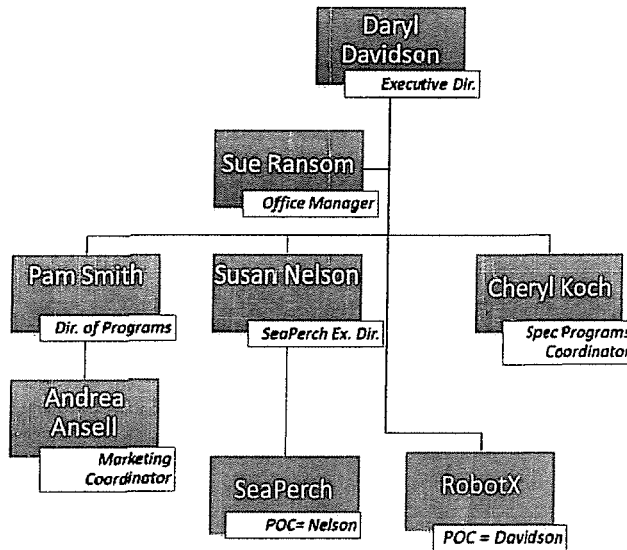 Daryl
Davidson
Executive Dir.
Sue Ransom
Office Manager
Pam Smith
Dir. of Programs
Susan Nelson
SeaPerch Ex. Dir.
Cheryl Koch
Spec Programs
Coordinator
Andrea
Ansell
Marketing
Coordinator
SeaPerch
POC= Nelson
RobotX
POC = Davidson